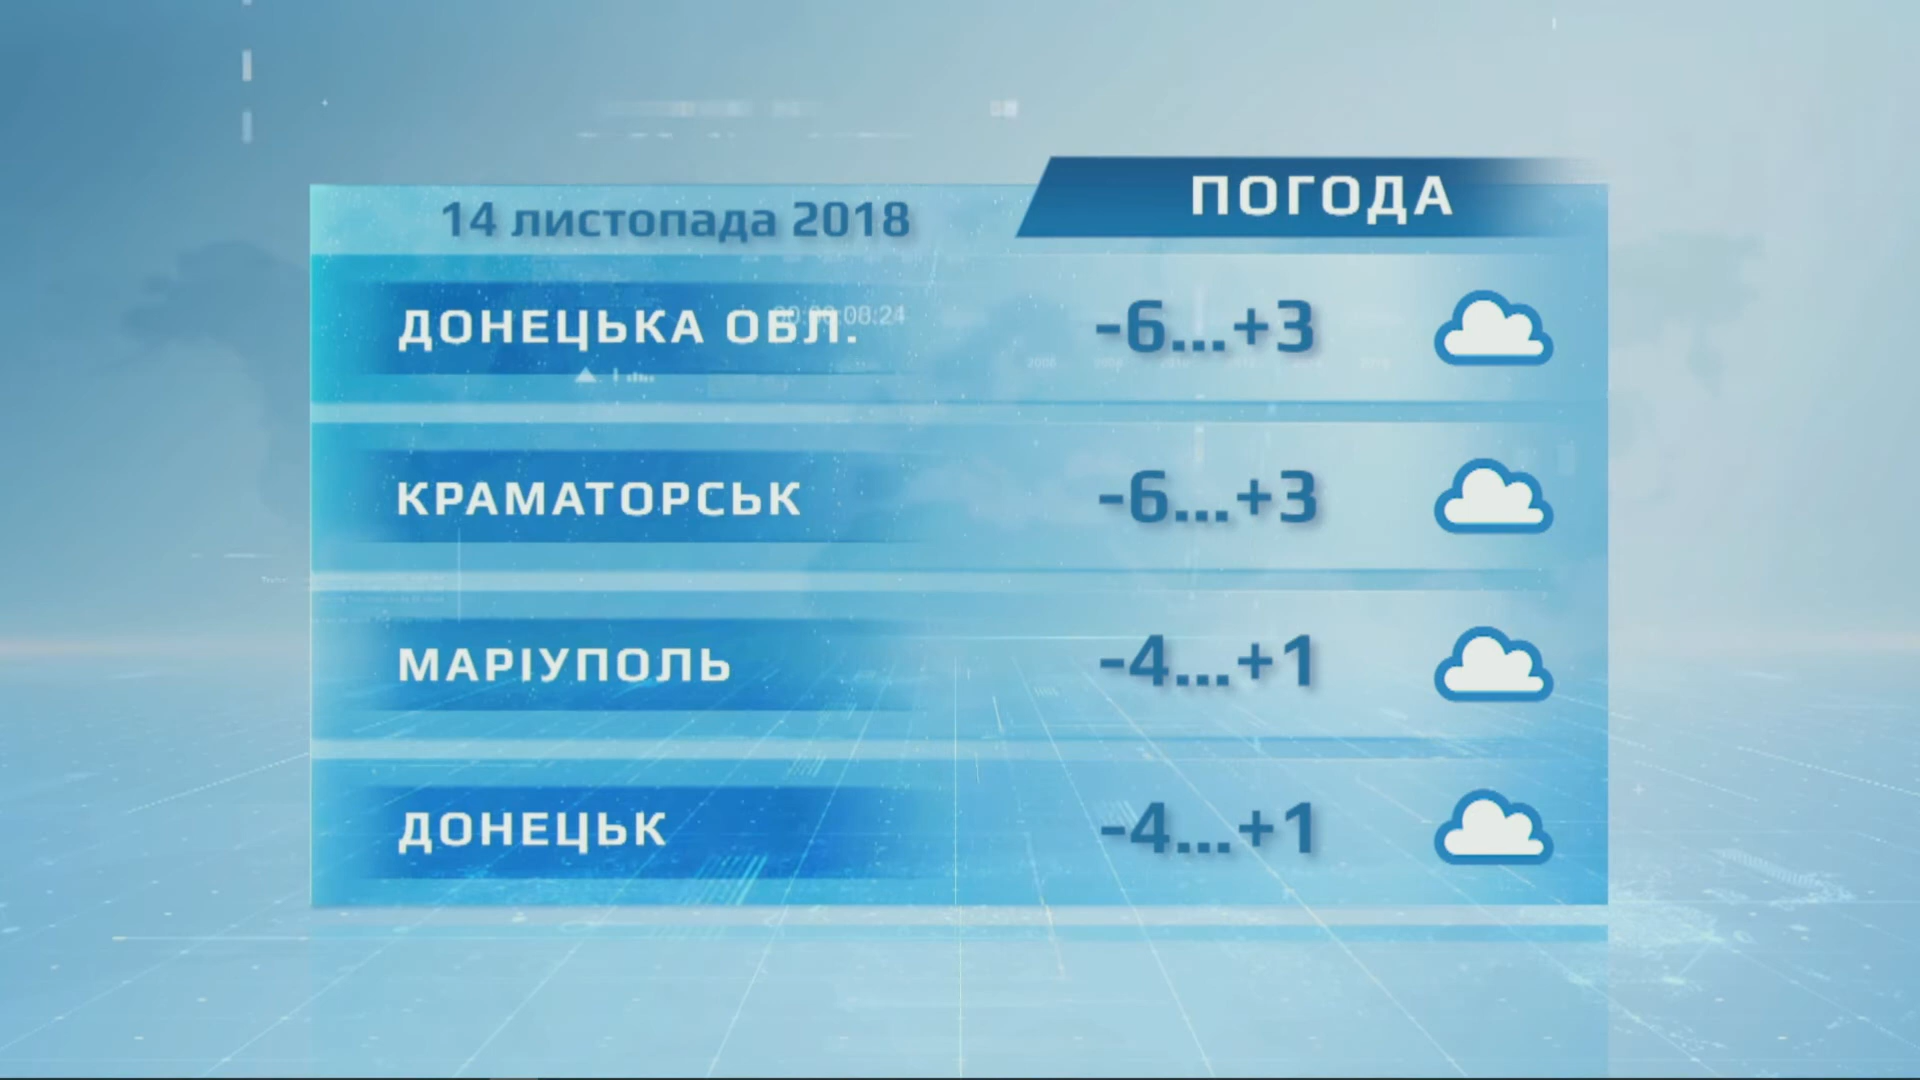 ПОГОДА
14 листопада 2018
ДОНЕЦЬКА ОБЛ. -6...+3
КРАМАТОРСЬК -6...+3
МАРІУПОЛЬ -4...+1
ДОНЕЦЬК -4...+1